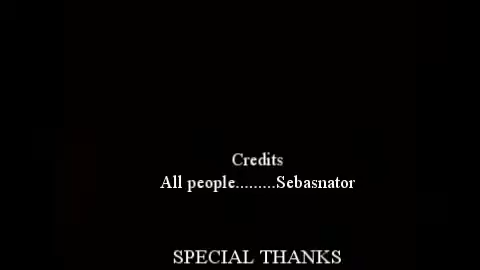 Credits
All people.........Sebasnator
SPECIAL THANKS